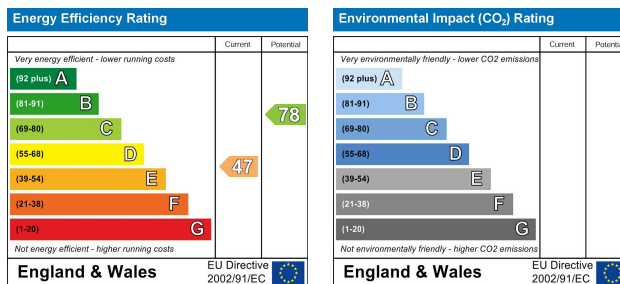 Energy Efficiency Rating
Current Potential
Very energy efficient - lower running costs
(92 plus) A
(81-91) B
(69-80) C
(55-68) D
(39-54) E
(21-38) F
(1-20) G
47
78
Not energy efficient - higher running costs
England & Wales
EU Directive
2002/91/EC
Environmental Impact (CO₂) Rating
Current Potential
Very environmentally friendly - lower CO2 emissions
(92 plus) A
(81-91) B
(69-80) C
(55-68) D
(39-54) E
(21-38) F
(1-20) G
Not environmentally friendly - higher CO2 emissions
England & Wales
EU Directive
2002/91/EC